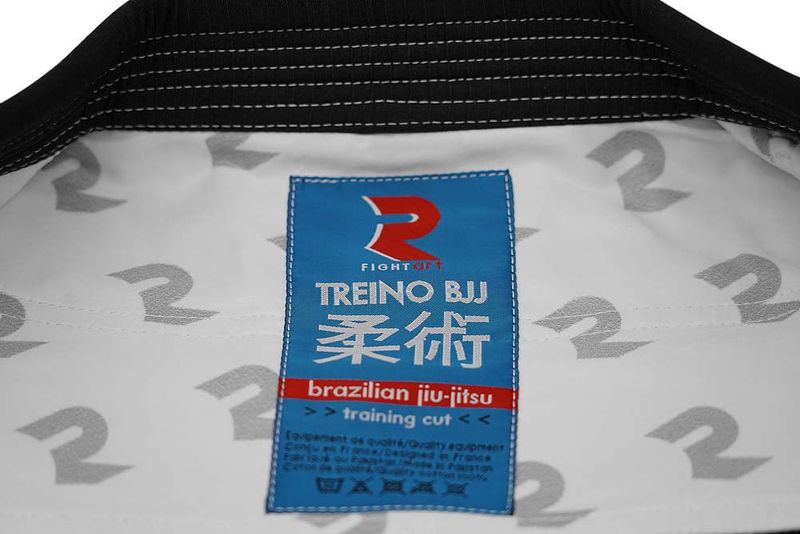 FIGHTart
TREINO BJJ
柔術
brazilian jiu-jitsu
> > training cut < <
Equipement de qualité/Quality equipment
Conçu en France/Designed in France
Fabriqué au Pakistan/Made in Pakistan
Coton de qualité/Quality cotton 100%